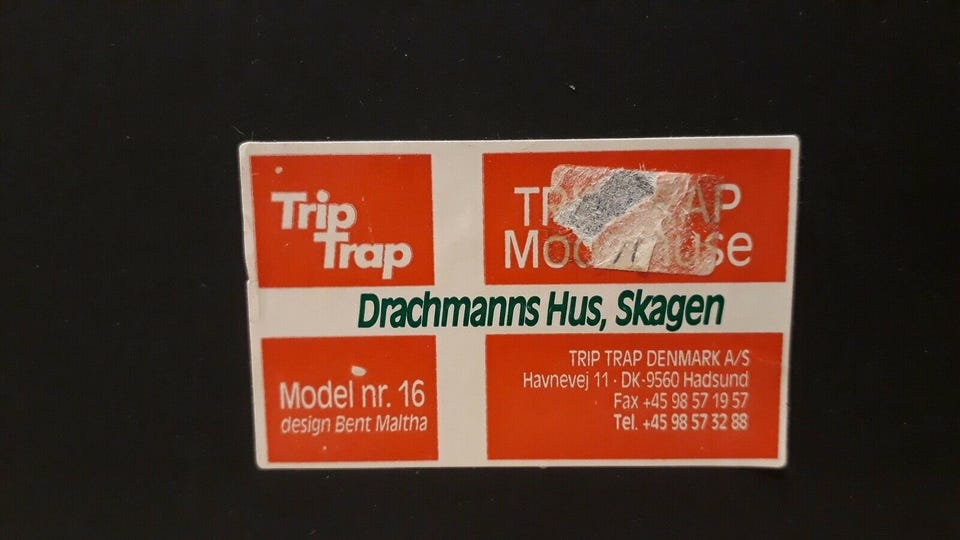 Trip
Trap
Drachmanns Hus, Skagen
Model nr. 16
design Bent Maltha
TRIP TRAP DENMARK A/S
Havnevej 11 · DK-9560 Hadsund
Fax +45 98 57 19 57
Tel. +45 98 57 32 88